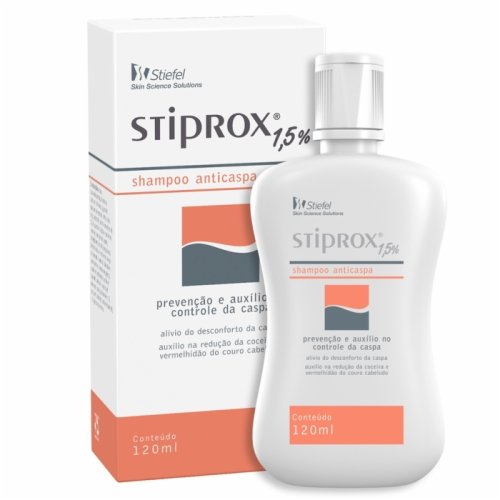 Stiefel
Skin Science Solutions
STiPROX® 1,5%
shampoo anticaspa
prevenção e auxílio no
controle da caspa
alívio do desconforto da caspa
auxílio na redução da coceira e
vermelhidão do couro cabeludo
Conteúdo
120ml
Stiefel
Skin Science Solutions
STiPROX® 1,5%
shampoo anticaspa
prevenção e auxílio no
controle da caspa
alívio do desconforto da caspa
auxílio na redução da coceira e
vermelhidão do couro cabeludo
Conteúdo
120ml